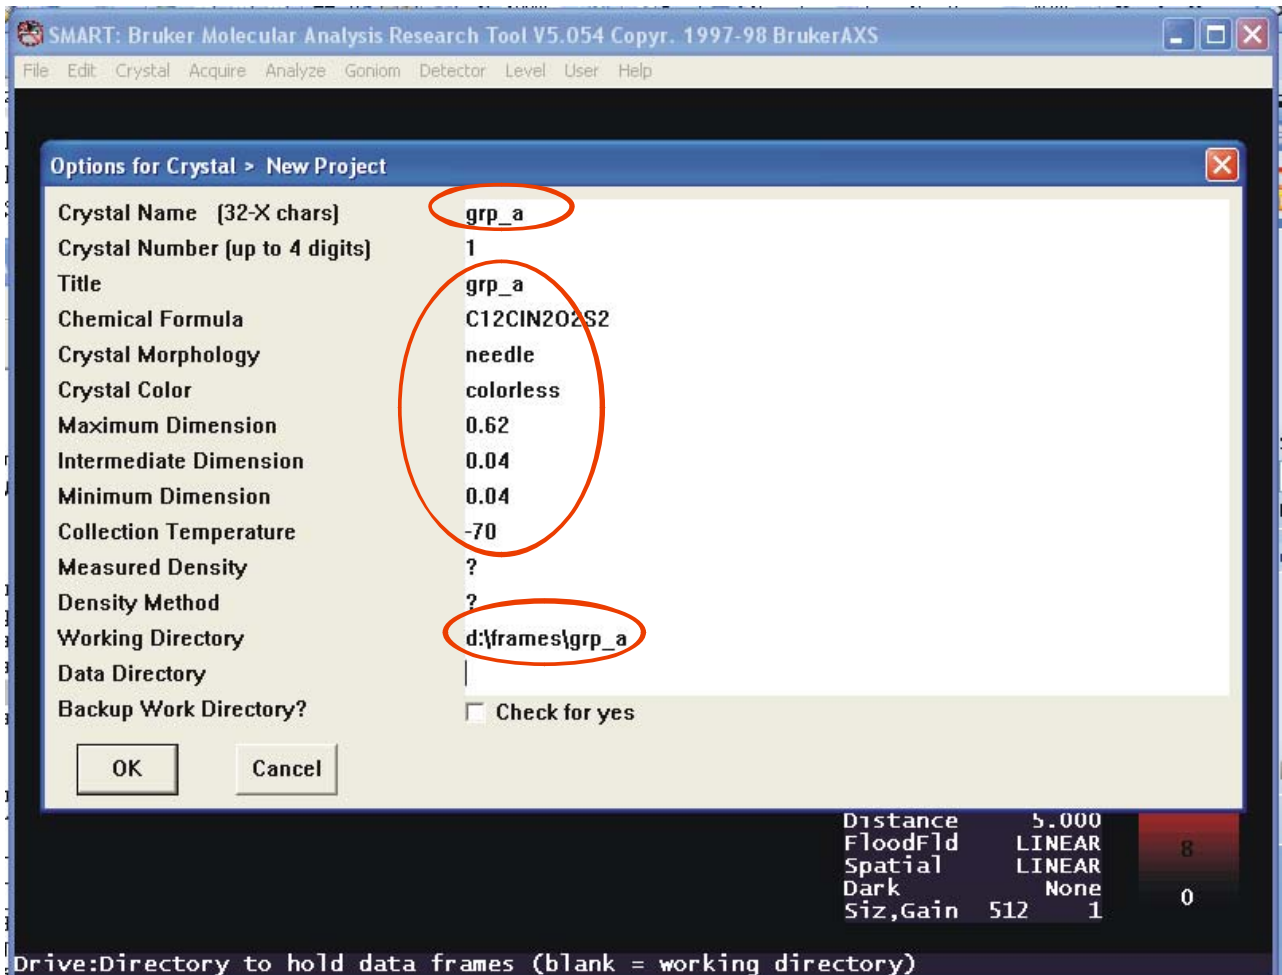 SMART: Bruker Molecular Analysis Research Tool V5.054 Copyr. 1997-98 BrukerAXS
File Edit Crystal Acquire Analyze Goniom Detector Level User Help
Options for Crystal > New Project
Crystal Name (32-X chars) grp_a
Crystal Number (up to 4 digits) 1
Title grp_a
Chemical Formula C12ClN2O2S2
Crystal Morphology needle
Crystal Color colorless
Maximum Dimension 0.62
Intermediate Dimension 0.04
Minimum Dimension 0.04
Collection Temperature -70
Measured Density ?
Density Method ?
Working Directory d:\frames\grp_a
Data Directory
Backup Work Directory? Check for yes
OK Cancel
Distance 5.000
FloodFld LINEAR 8
Spatial LINEAR
Dark None 0
Siz,Gain 512 1
Drive:Directory to hold data frames (blank = working directory)